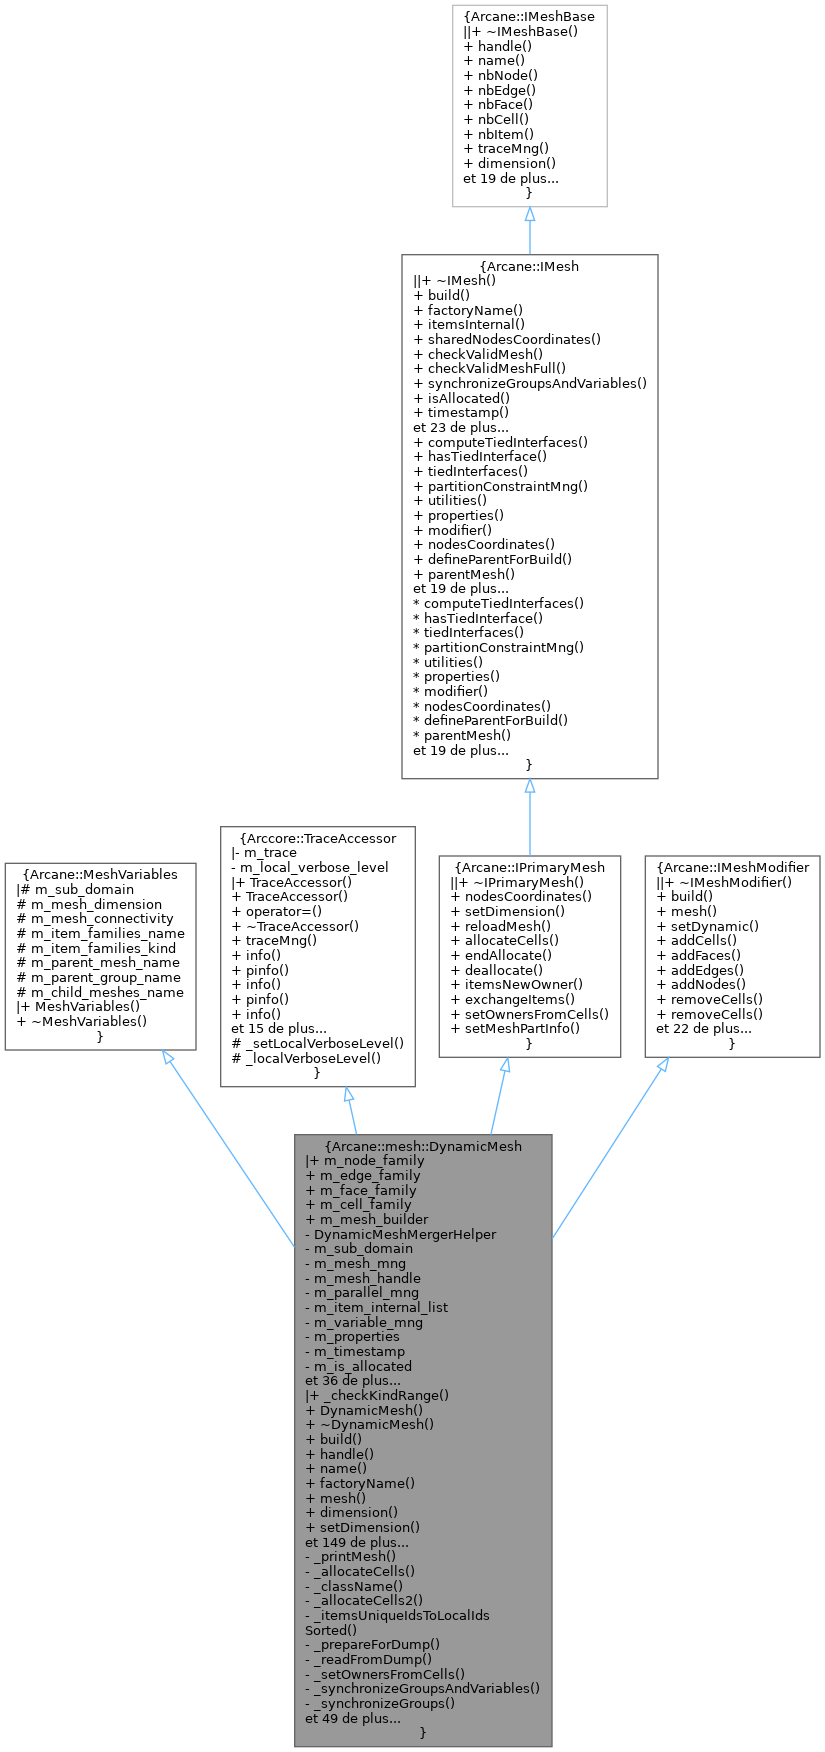 {Arcane::IMeshBase
||+ ~IMeshBase()
+ handle()
+ name()
+ nbNode()
+ nbEdge()
+ nbFace()
+ nbCell()
+ nbItem()
+ traceMng()
+ dimension()
et 19 de plus...
}
{Arcane::IMesh
||+ ~IMesh()
+ build()
+ factoryName()
+ itemsInternal()
+ sharedNodesCoordinates()
+ checkValidMesh()
+ checkValidMeshFull()
+ synchronizeGroupsAndVariables()
+ isAllocated()
+ timestamp()
et 23 de plus...
+ computeTiedInterfaces()
+ hasTiedInterface()
+ tiedInterfaces()
+ partitionConstraintMng()
+ utilities()
+ properties()
+ modifier()
+ nodesCoordinates()
+ defineParentForBuild()
+ parentMesh()
et 19 de plus...
* computeTiedInterfaces()
* hasTiedInterface()
* tiedInterfaces()
* partitionConstraintMng()
* utilities()
* properties()
* modifier()
* nodesCoordinates()
* defineParentForBuild()
* parentMesh()
et 19 de plus...
}
{Arcane::MeshVariables
|# m_sub_domain
# m_mesh_dimension
# m_mesh_connectivity
# m_item_families_name
# m_item_families_kind
# m_parent_mesh_name
# m_parent_group_name
# m_child_meshes_name
|+ MeshVariables()
+ ~MeshVariables()
}
{Arccore::TraceAccessor
|- m_trace
- m_local_verbose_level
|+ TraceAccessor()
+ TraceAccessor()
+ operator=()
+ ~TraceAccessor()
+ traceMng()
+ info()
+ pinfo()
+ info()
+ pinfo()
+ info()
et 15 de plus...
# _setLocalVerboseLevel()
# _localVerboseLevel()
}
{Arcane::IPrimaryMesh
||+ ~IPrimaryMesh()
+ nodesCoordinates()
+ setDimension()
+ reloadMesh()
+ allocateCells()
+ endAllocate()
+ deallocate()
+ itemsNewOwner()
+ exchangeItems()
+ setOwnersFromCells()
+ setMeshPartInfo()
}
{Arcane::IMeshModifier
||+ ~IMeshModifier()
+ build()
+ mesh()
+ setDynamic()
+ addCells()
+ addFaces()
+ addEdges()
+ addNodes()
+ removeCells()
+ removeCells()
et 22 de plus...
}
{Arcane::mesh::DynamicMesh
|+ m_node_family
+ m_edge_family
+ m_face_family
+ m_cell_family
+ m_mesh_builder
- DynamicMeshMergerHelper
- m_sub_domain
- m_mesh_mng
- m_mesh_handle
- m_parallel_mng
- m_item_internal_list
- m_variable_mng
- m_properties
- m_timestamp
- m_is_allocated
et 36 de plus...
|+ _checkKindRange()
+ DynamicMesh()
+ ~DynamicMesh()
+ build()
+ handle()
+ name()
+ factoryName()
+ mesh()
+ dimension()
+ setDimension()
et 149 de plus...
- _printMesh()
- _allocateCells()
- _className()
- _allocateCells2()
- _itemsUniqueIdsToLocalIds
Sorted()
- _prepareForDump()
- _readFromDump()
- _setOwnersFromCells()
- _synchronizeGroupsAndVariables()
- _synchronizeGroups()
et 49 de plus...
}